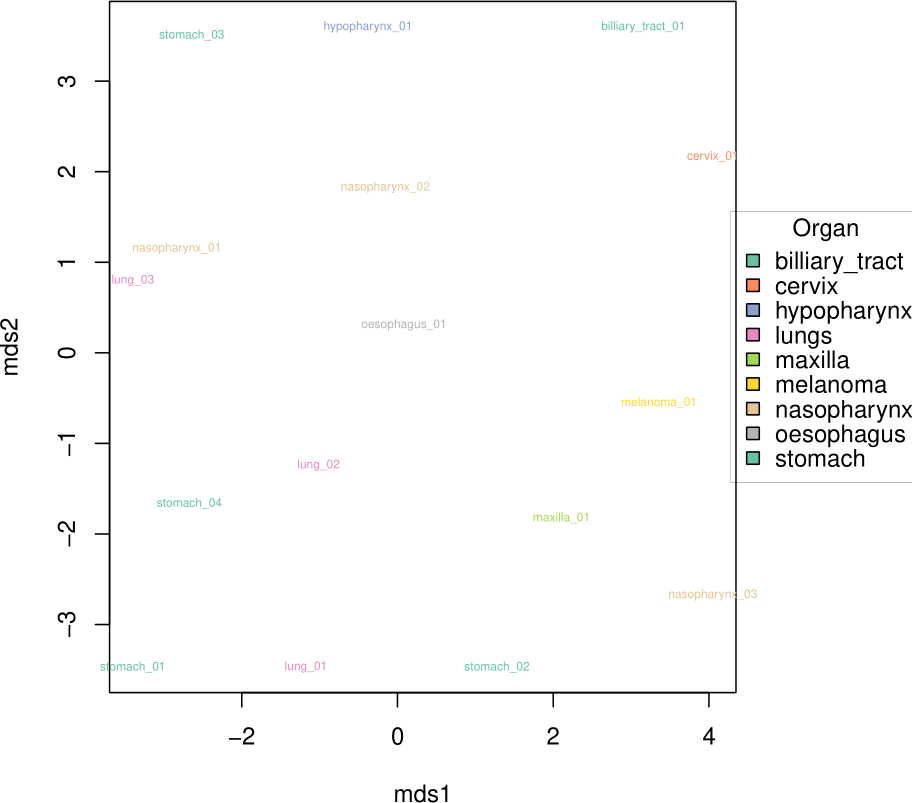 hypopharynx_01
billiary_tract_01
stomach_03
3
cervix_01
2
nasopharynx_02
Organ
nasopharynx_01
billiary_tract
1
lung_03
cervix
hypopharynx
oesophagus_01
lungs
mds2
0
maxilla
melanoma
melanoma_01
nasopharynx
oesophagus
−1
stomach
lung_02
stomach_04
maxilla_01
−2
nasopharynx_03
−3
stomach_01
lung_01
stomach_02
−2
0
2
4
mds1